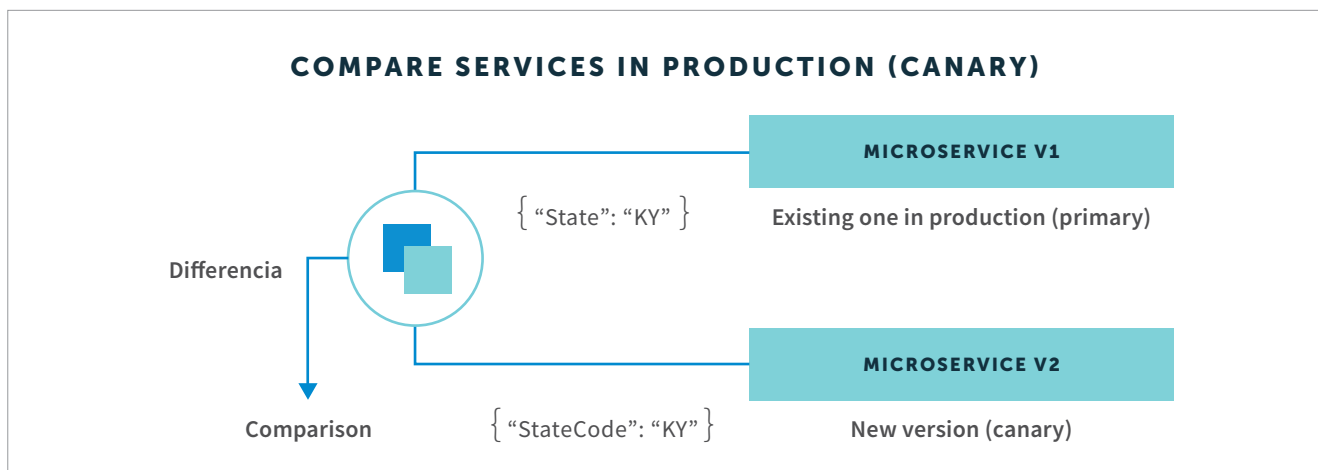 COMPARE SERVICES IN PRODUCTION (CANARY)
MICROSERVICE V1
{ “State”: “KY” }
Existing one in production (primary)
Differencia
MICROSERVICE V2
Comparison
{ “StateCode”: “KY” }
New version (canary)